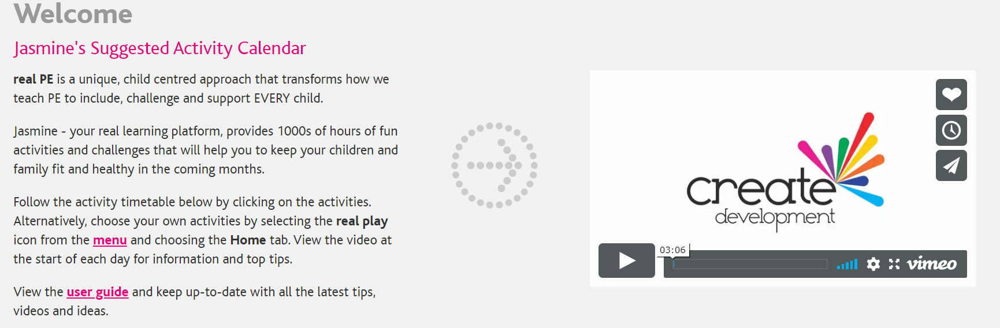 Welcome
Jasmine's Suggested Activity Calendar
real PE is a unique, child centred approach that transforms how we
teach PE to include, challenge and support EVERY child.
Jasmine - your real learning platform, provides 1000s of hours of fun
activities and challenges that will help you to keep your children and
family fit and healthy in the coming months.
Follow the activity timetable below by clicking on the activities.
Alternatively, choose your own activities by selecting the real play
icon from the menu and choosing the Home tab. View the video at
the start of each day for information and top tips.
View the user guide and keep up-to-date with all the latest tips,
videos and ideas.
create
development
03:06
vimeo